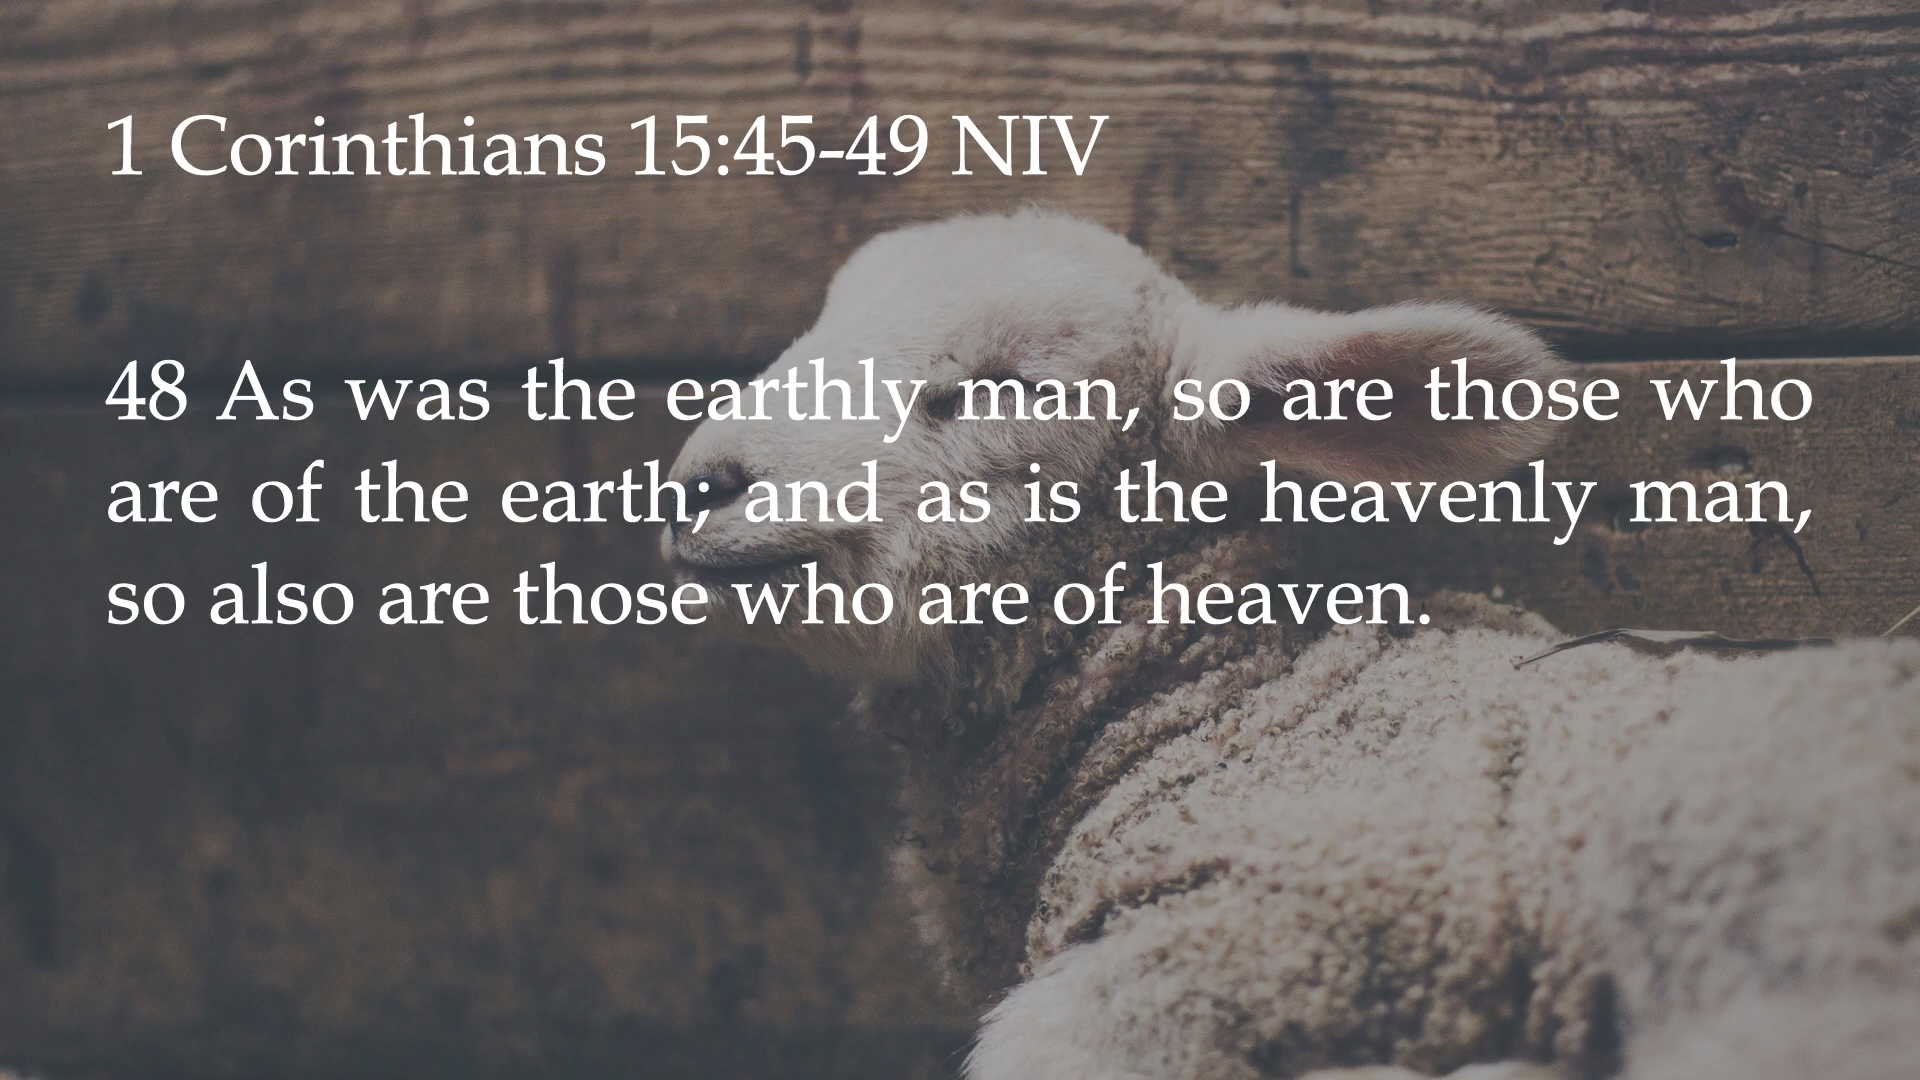 1 Corinthians 15:45-49 NIV
48 As was the earthly man, so are those who
are of the earth; and as is the heavenly man,
so also are those who are of heaven.